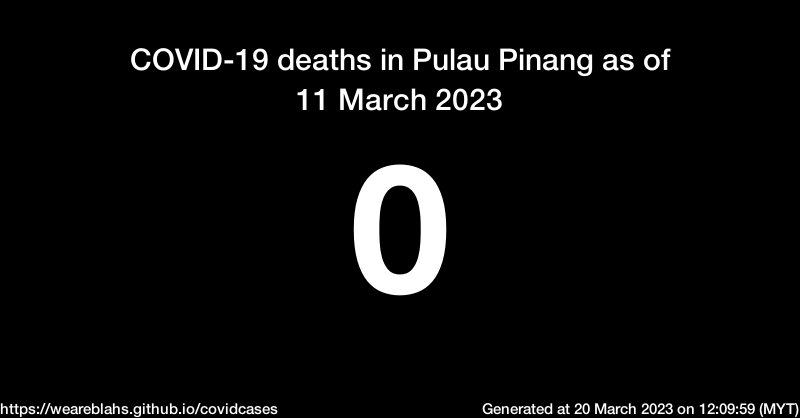 COVID-19 deaths in Pulau Pinang as of
11 March 2023
0
https://weareblahs.github.io/covidcases
Generated at 20 March 2023 on 12:09:59 (MYT)